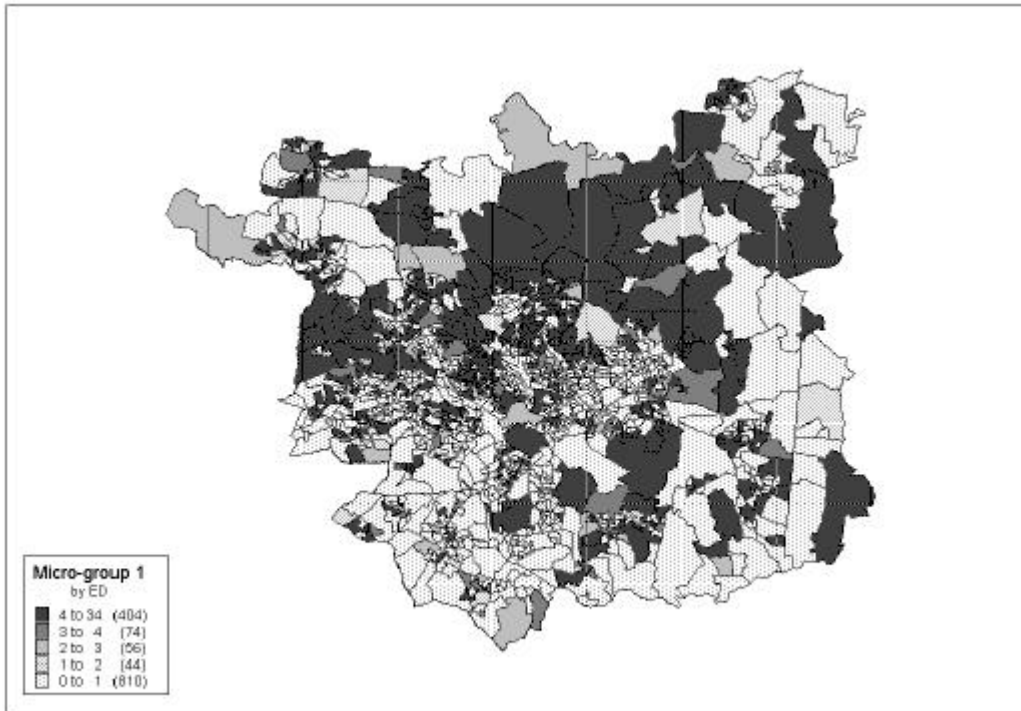 Micro-group 1
by ED
4 to 34 (404)
3 to 4 (74)
2 to 3 (56)
1 to 2 (44)
0 to 1 (810)